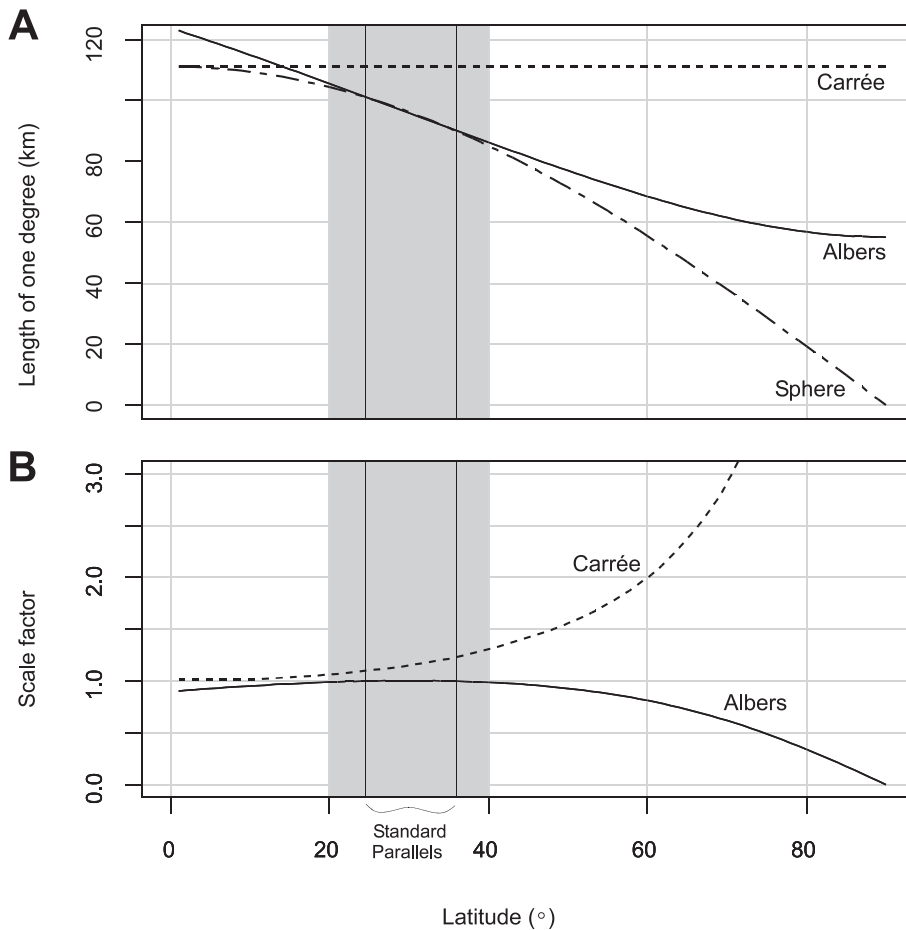 A
Length of one degree (km)
120
80
60
40
20
0
Carrée
Albers
Sphere
B
Scale factor
3.0
2.0
1.0
0.0
Carrée
Albers
Standard
Parallels
0
20
40
60
80
Latitude (°)